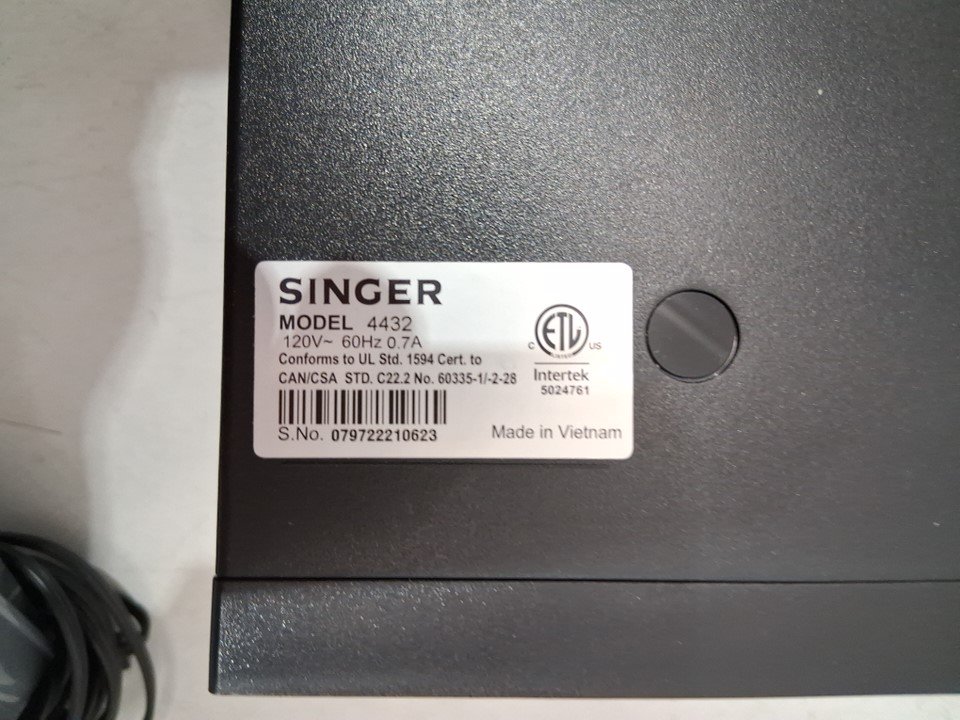 SINGER
MODEL 4432
120V~ 60Hz 0.7A
Conforms to UL Std. 1594 Cert. to
CAN/CSA STD. C22.2 No. 60335-1/-2-28
S.No. 079722210623
ETL
C US
Intertek
5024761
Made in Vietnam